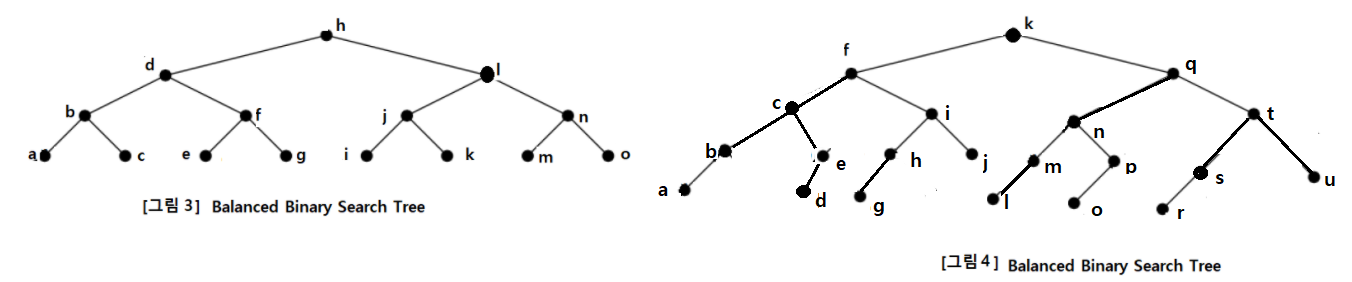 h
d
l
b
f
j
n
a
c
e
g
i
k
m
o
[그림 3] Balanced Binary Search Tree
k
f
q
c
i
n
t
b
e
h
j
m
p
s
u
a
d
g
l
o
r
[그림 4] Balanced Binary Search Tree